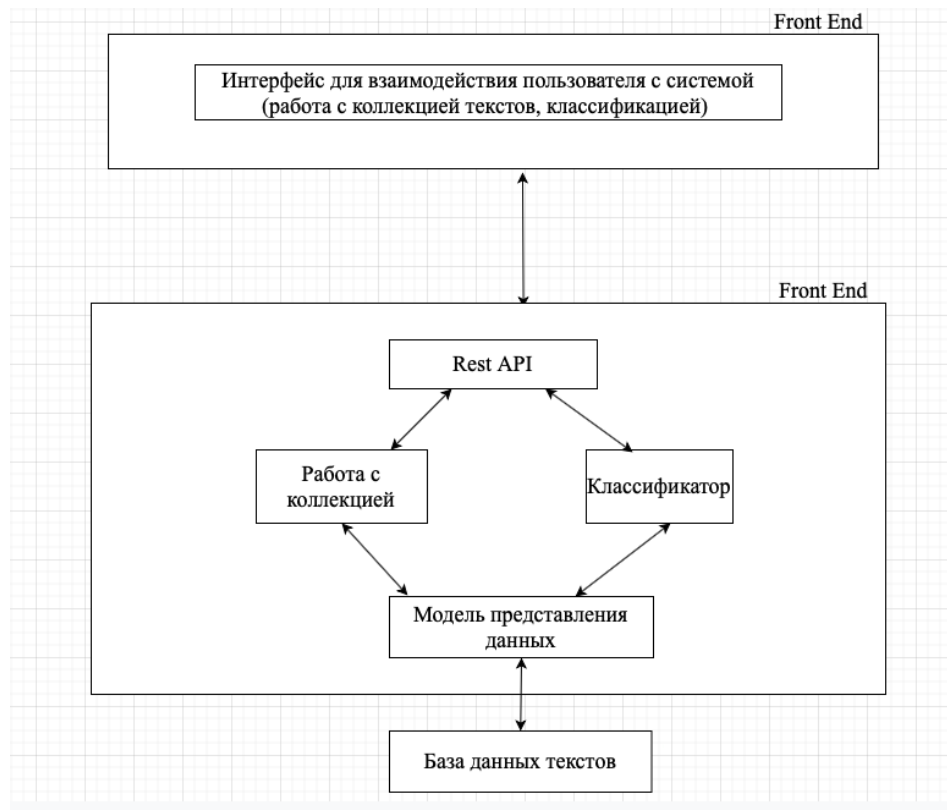 Front End
Интерфейс для взаимодействия пользователя с системой
(работа с коллекцией текстов, классификацией)
Front End
Rest API
Работа с
коллекцией
Классификатор
Модель представления
данных
База данных текстов